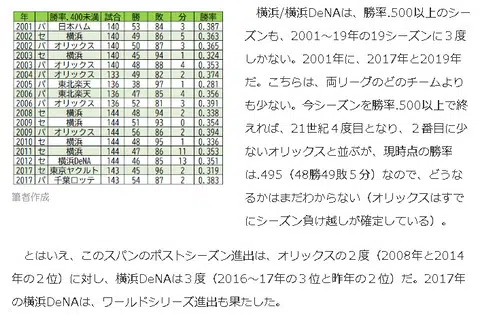 年 勝率.400未満 試合 勝 敗 分 勝率
2001 パ 日本ハム 140 53 84 3 0.387
2002 セ 横浜 140 49 86 5 0.363
2002 パ オリックス 140 50 87 3 0.365
2003 セ 横浜 140 45 94 1 0.324
2003 パ オリックス 140 48 88 4 0.353
2004 パ オリックス 133 49 82 2 0.374
2005 パ 東北楽天 136 38 97 1 0.281
2006 パ 東北楽天 136 47 85 4 0.356
2006 パ オリックス 136 52 81 3 0.391
2008 セ 横浜 144 48 94 2 0.338
2009 セ 横浜 144 51 93 0 0.354
2009 パ オリックス 144 56 86 2 0.394
2010 セ 横浜 144 48 95 1 0.336
2011 セ 横浜 144 47 86 11 0.353
2012 セ 横浜DeNA 144 46 85 13 0.351
2017 セ 東京ヤクルト 143 45 96 2 0.319
2017 パ 千葉ロッテ 143 54 87 2 0.383
筆者作成
横浜/横浜DeNAは、勝率.500以上のシー
ズンも、2001～19年の19シーズンに３度
しかない。2001年に、2017年と2019年
だ。こちらは、両リーグのどのチームより
も少ない。今シーズンを勝率.500以上で終
えれば、21世紀４度目となり、２番目に少
ないオリックスと並ぶが、現時点の勝率
は.495（48勝49敗５分）なので、どうな
るかはまだわからない（オリックスはすで
にシーズン負け越しが確定している）。
とはいえ、このスパンのポストシーズン進出は、オリックスの２度（2008年と2014
年の２位）に対し、横浜DeNAは３度（2016～17年の３位と昨年の２位）だ。2017年
の横浜DeNAは、ワールドシリーズ進出も果たした。